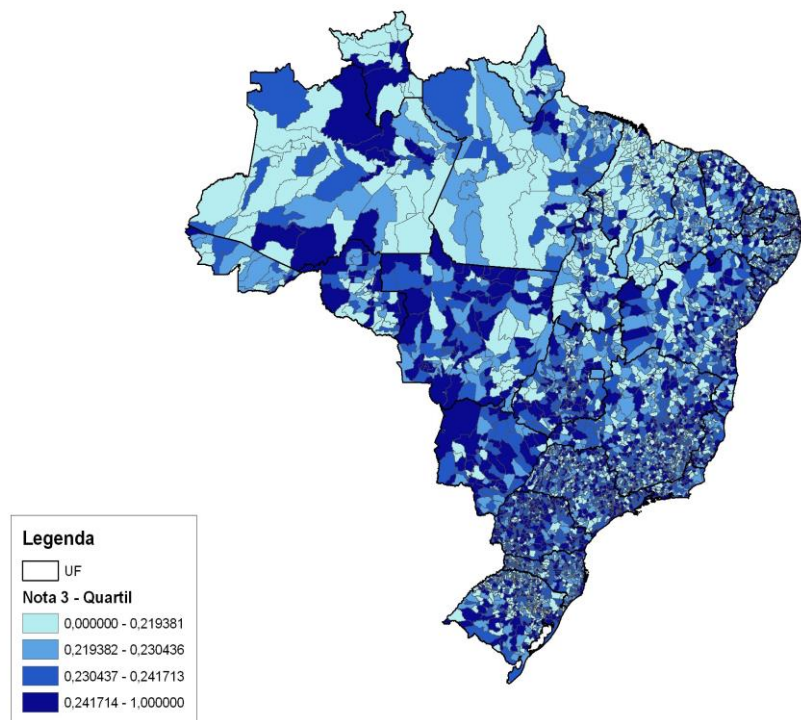 Legenda
UF
Nota 3 - Quartil
0,000000 - 0,219381
0,219382 - 0,230436
0,230437 - 0,241713
0,241714 - 1,000000